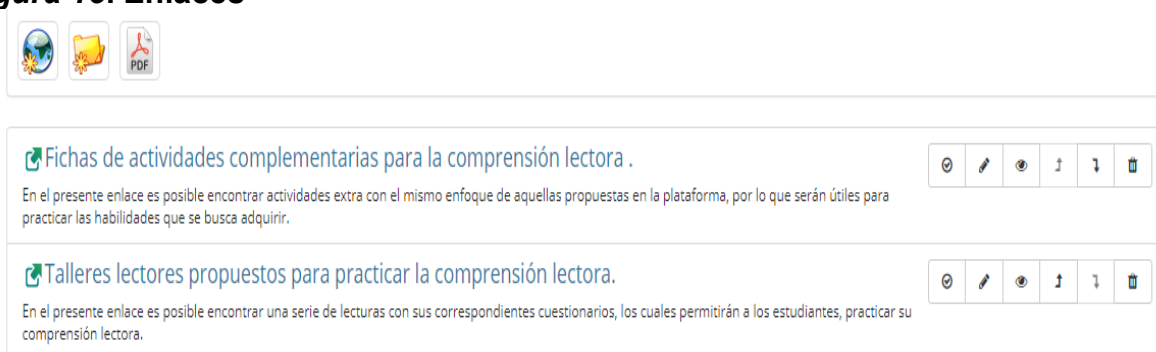 Enlaces
PDF
Fichas de actividades complementarias para la comprensión lectora .
En el presente enlace es posible encontrar actividades extra con el mismo enfoque de aquellas propuestas en la plataforma, por lo que serán útiles para
practicar las habilidades que se busca adquirir.
Talleres lectores propuestos para practicar la comprensión lectora.
En el presente enlace es posible encontrar una serie de lecturas con sus correspondientes cuestionarios, los cuales permitirán a los estudiantes, practicar su
comprensión lectora.